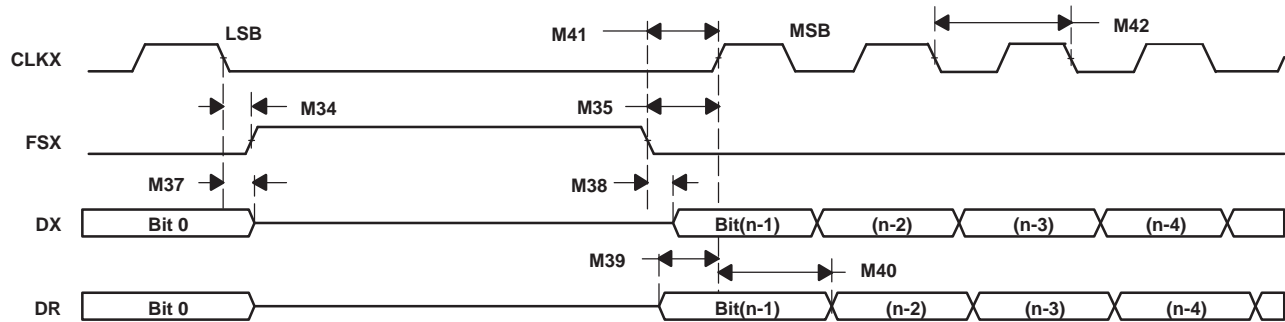 LSB
M41
MSB
M42
CLKX
M34
M35
FSX
M37
M38
DX
Bit 0
Bit(n-1)
(n-2)
(n-3)
(n-4)
M39
M40
DR
Bit 0
Bit(n-1)
(n-2)
(n-3)
(n-4)